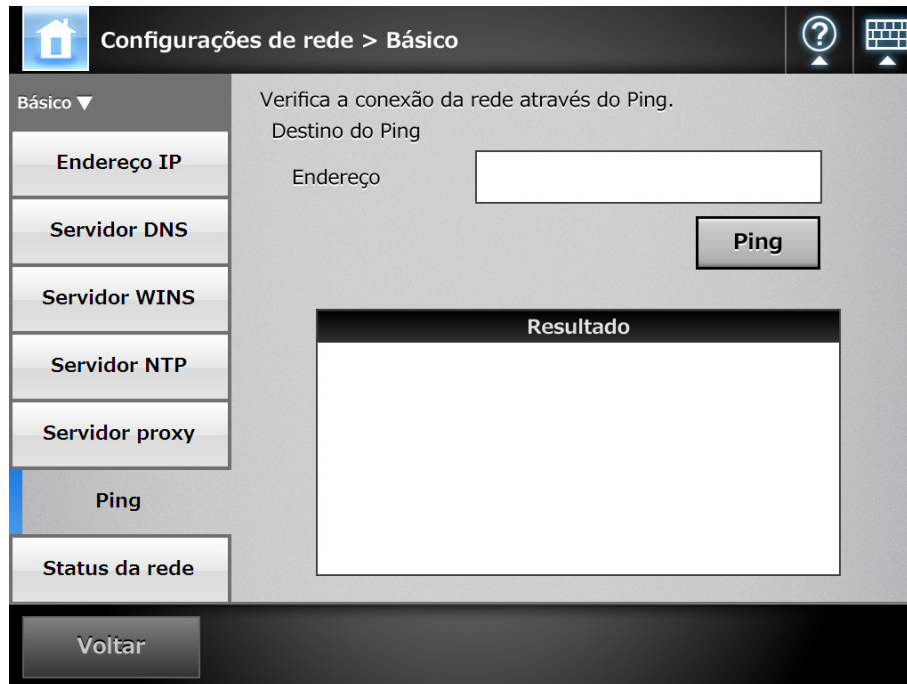 Configurações de rede > Básico
?
Básico ▼
Verifica a conexão da rede através do Ping.
Destino do Ping
Endereço
Ping
Resultado
Endereço IP
Servidor DNS
Servidor WINS
Servidor NTP
Servidor proxy
Ping
Status da rede
Voltar